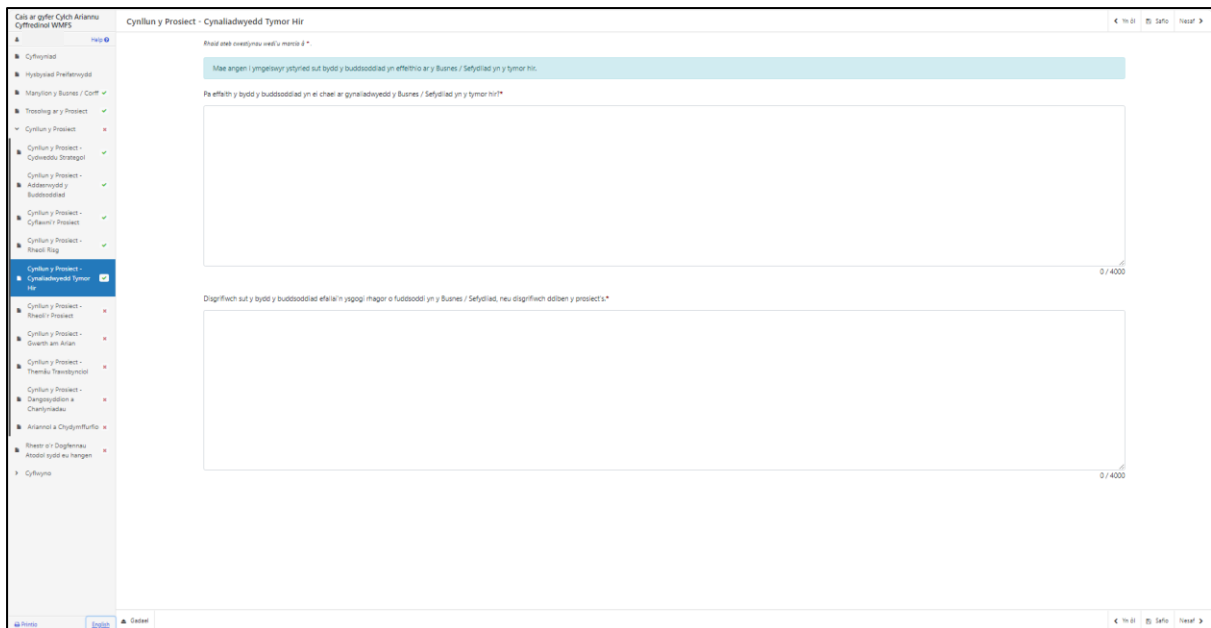 Cais ar gyfer Cylch Ariannu
Cyffredinol WMFS
Help
Cyflwyniad
Hysbysiad Preifatrwydd
Manylion y Busnes / Corff
Trosolwg ar y Prosiect
Cynllun y Prosiect
Cynllun y Prosiect -
Cydweddu Strategol
Cynllun y Prosiect -
Addasrwydd y
Buddsoddiad
Cynllun y Prosiect -
Cyflawni'r Prosiect
Cynllun y Prosiect -
Rheoli Risg
Cynllun y Prosiect -
Cynaliadwyedd Tymor
Hir
Cynllun y Prosiect -
Rheoli'r Prosiect
Cynllun y Prosiect -
Gwerth am Arian
Cynllun y Prosiect -
Themâu Trawsbynciol
Cynllun y Prosiect -
Dangosyddion a
Chanlyniadau
Ariannol a Chydymffurfio
Rhestr o'r Dogfennau
Atodol sydd eu hangen
Cyflwyno
Printio
English
Cynllun y Prosiect - Cynaliadwyedd Tymor Hir
Yn ôl
Safio
Nesaf
Rhaid ateb cwestiynau wedi'u marcio â *.
Mae angen i ymgeiswyr ystyried sut bydd y buddsoddiad yn effeithio ar y Busnes / Sefydliad yn y tymor hir.
Pa effaith y bydd y buddsoddiad yn ei chael ar gynaliadwyedd y Busnes / Sefydliad yn y tymor hir?*
0 / 4000
Disgrifiwch sut y bydd y buddsoddiad efallai'n ysgogi rhagor o fuddsoddi yn y Busnes / Sefydliad, neu disgrifiwch ddiben y prosiect's.*
0 / 4000
Gadael
Yn ôl
Safio
Nesaf